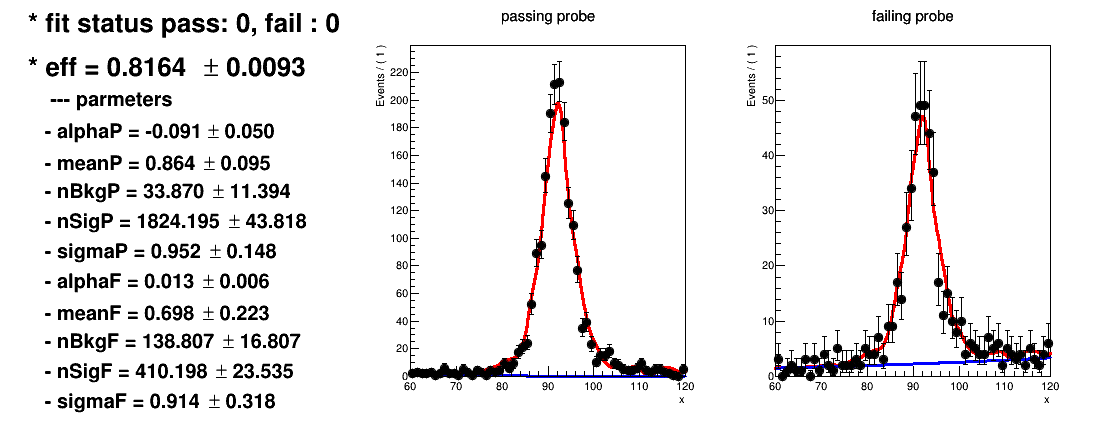 * fit status pass: 0, fail : 0
* eff = 0.8164 ± 0.0093
--- parmeters
- alphaP = -0.091 ± 0.050
- meanP = 0.864 ± 0.095
- nBkgP = 33.870 ± 11.394
- nSigP = 1824.195 ± 43.818
- sigmaP = 0.952 ± 0.148
- alphaF = 0.013 ± 0.006
- meanF = 0.698 ± 0.223
- nBkgF = 138.807 ± 16.807
- nSigF = 410.198 ± 23.535
- sigmaF = 0.914 ± 0.318
passing probe
Events / ( 1 )
220
200
180
160
140
120
100
80
60
40
20
0
60 70 80 90 100 110 120
x
failing probe
Events / ( 1 )
50
40
30
20
10
0
60 70 80 90 100 110 120
x